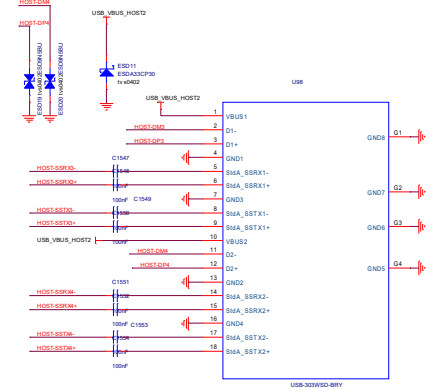 HOST-DM4
HOST-DP4
USB_VBUS_HOST2
ESD11
ESDA33CP30
tvs0402
U98
USB_VBUS_HOST2
HOST-DM3
HOST-DP3
HOST-SSRX3-
HOST-SSRX3+
HOST-SSTX3-
HOST-SSTX3+
USB_VBUS_HOST2
HOST-DM4
HOST-DP4
HOST-SSRX4-
HOST-SSRX4+
HOST-SSTX4-
HOST-SSTX4+
C1547
100nF
C1549
100nF
C1551
100nF
C1553
100nF
1 VBUS1
2 D1-
3 D1+
4 GND1
5 StdA_SSRX1-
6 StdA_SSRX1+
7 GND3
8 StdA_SSTX1-
9 StdA_SSTX1+
10 VBUS2
11 D2-
12 D2+
13 GND2
14 StdA_SSRX2-
15 StdA_SSRX2+
16 GND4
17 StdA_SSTX2-
18 StdA_SSTX2+
GND8 G1
GND7 G2
GND6 G3
GND5 G4
USB-303WSD-BRY